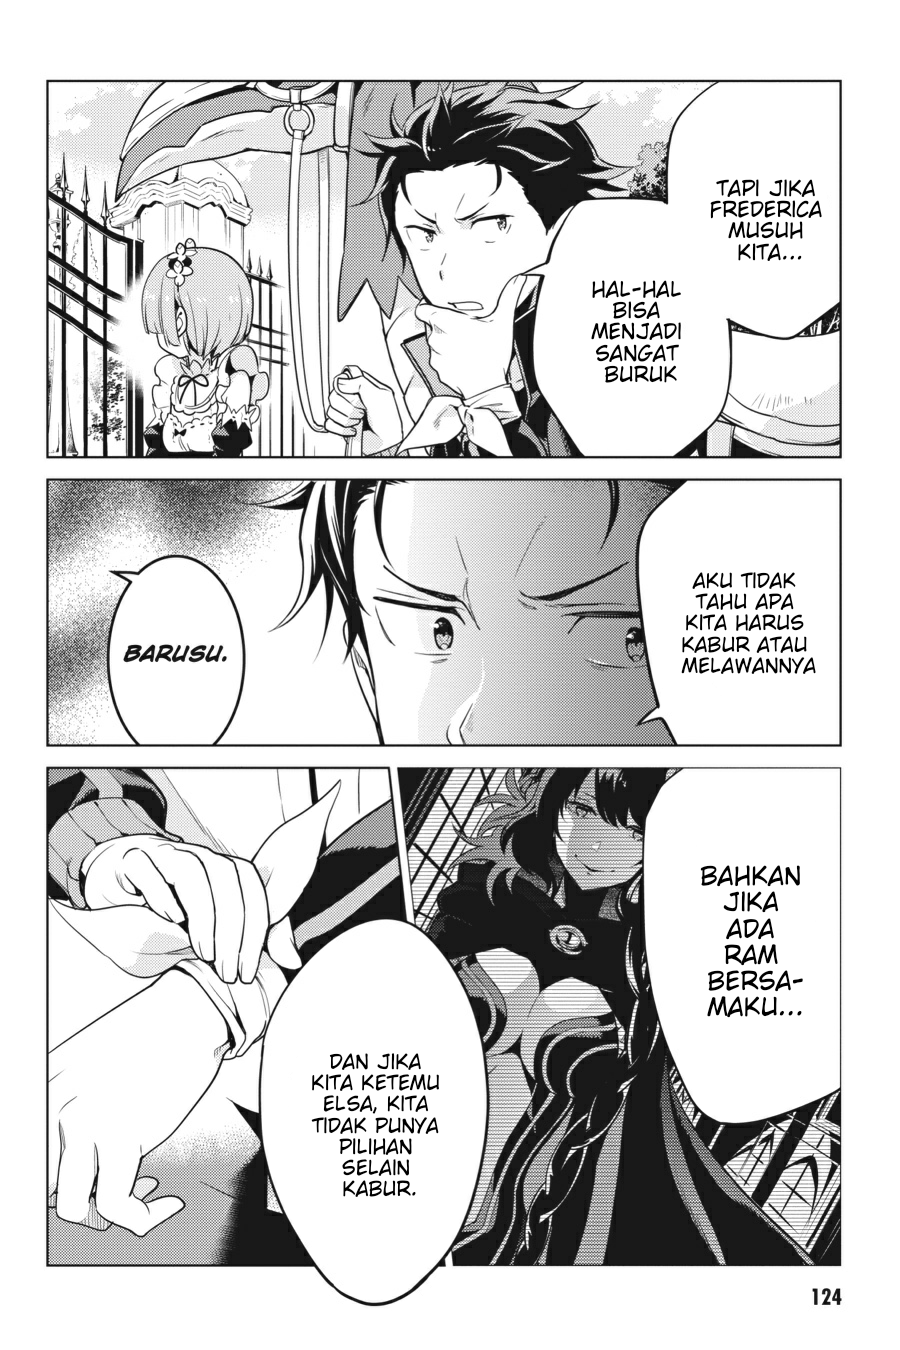 TAPI JIKA
FREDERICA
MUSUH
KITA...
HAL-HAL
BISA
MENJADI
SANGAT
BURUK
AKU TIDAK
TAHU APA
KITA HARUS
KABUR ATAU
MELAWANNYA
BARUSU.
BAHKAN
JIKA
ADA
RAM
BERSA-
MAKU...
DAN JIKA
KITA KETEMU
ELSA, KITA
TIDAK PUNYA
PILIHAN
SELAIN
KABUR.
124